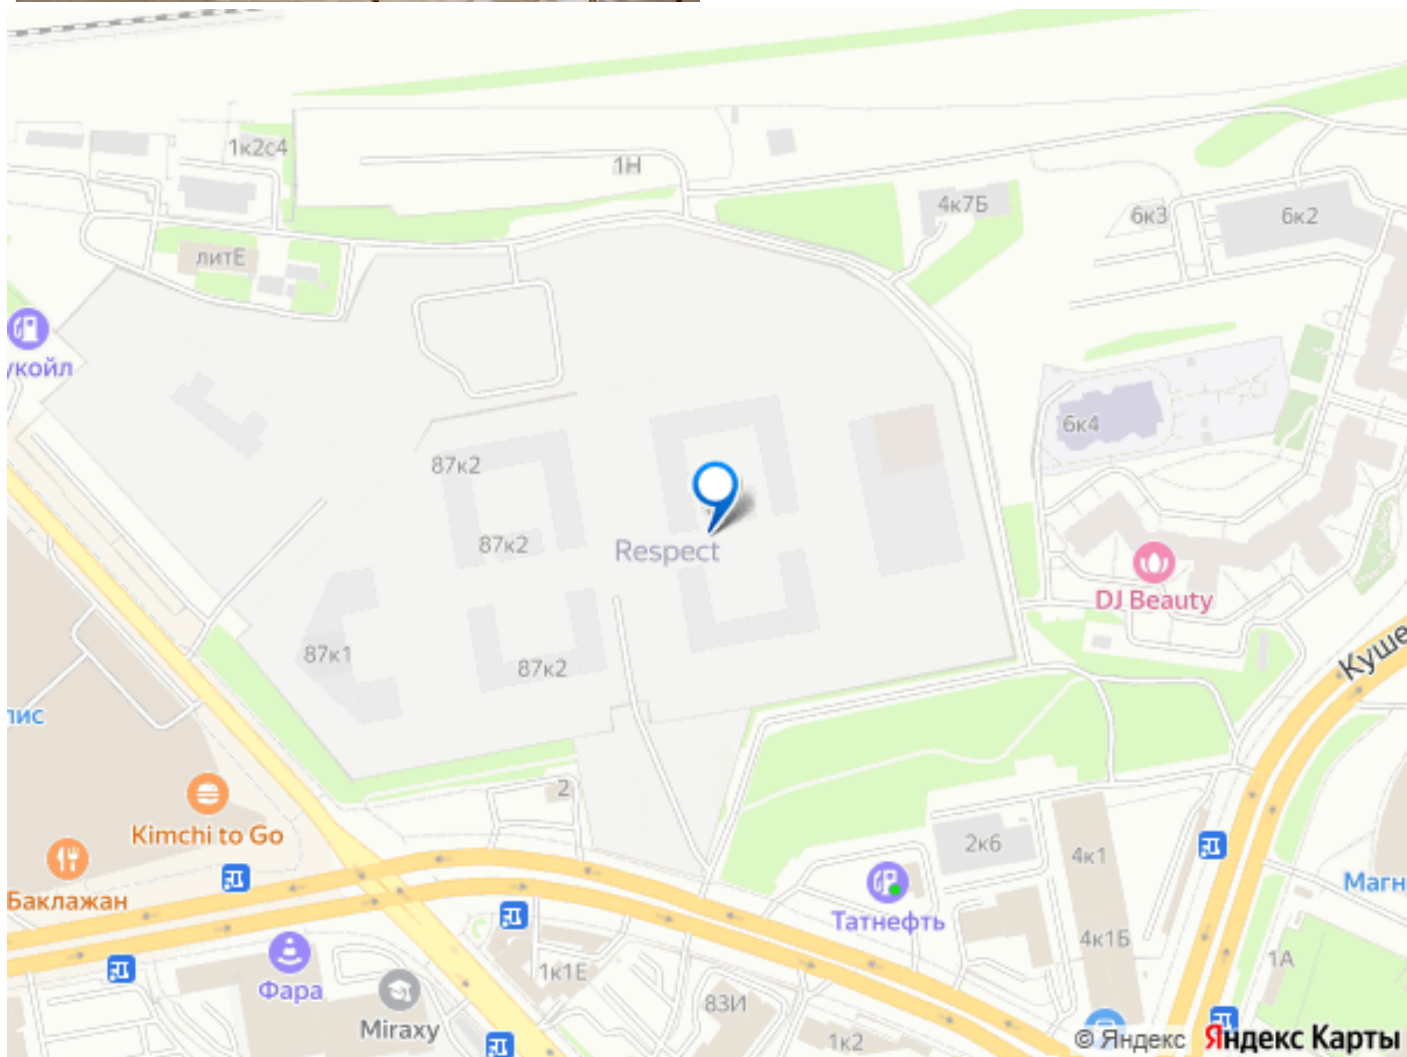 1к2с4
1Н
4к7Б
6к3
6к2
литЕ
укойл
6к4
87к2
87к2
Respect
DJ Beauty
87к1
87к2
Куше
лис
2
Kimchi to Go
2к6
4к1
Баклажан
Татнефть
Магн
4к1Б
1к1Е
Фара
83И
1А
Miraxy
1к2
© Яндекс Яндекс Карты